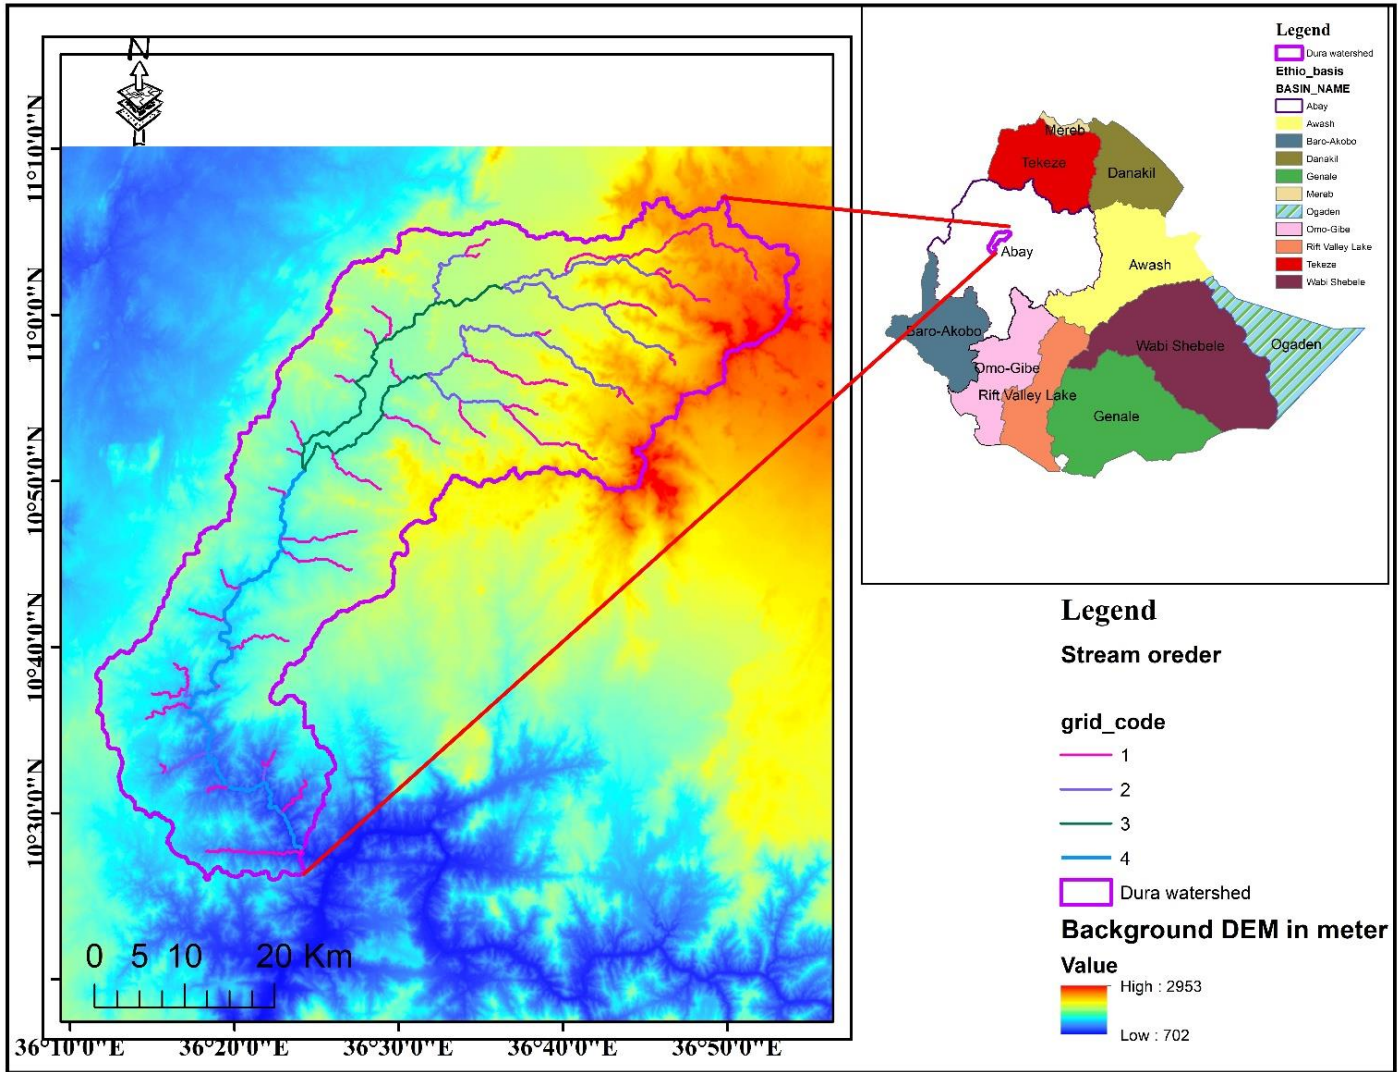 N
11°10'0"N
11°0'0"N
10°50'0"N
10°40'0"N
10°30'0"N
0 5 10 20 Km
36°10'0"E 36°20'0"E 36°30'0"E 36°40'0"E 36°50'0"E
Mereb
Tekeze
Danakil
Abay
Awash
Baro-Akobo
Wabi Shebele
Ogaden
Omo-Gibe
Rift Valley Lake
Genale
Legend
Dura watershed
Ethio_basis
BASIN_NAME
Abay
Awash
Baro-Akobo
Danakil
Genale
Mereb
Ogaden
Omo-Gibe
Rift Valley Lake
Tekeze
Wabi Shebele
Legend
Stream oreder
grid_code
1
2
3
4
Dura watershed
Background DEM in meter
Value
High : 2953
Low : 702